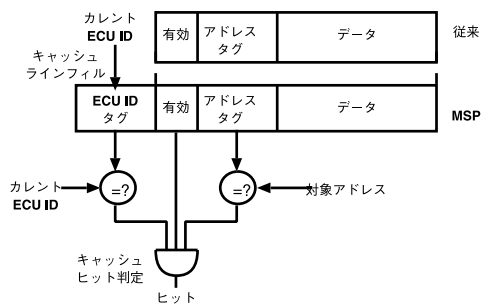 カレント
ECU ID
有効
アドレス
タグ
データ
従来
キャッシュ
ラインフィル
ECU ID
タグ
有効
アドレス
タグ
データ
MSP
カレント
ECU ID
=?
=?
対象アドレス
キャッシュ
ヒット判定
ヒット